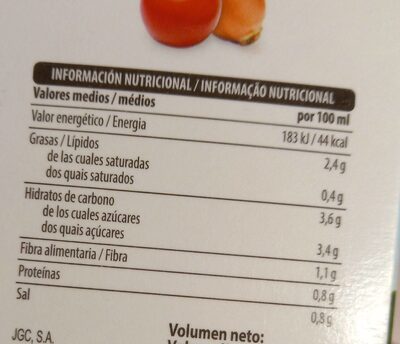 INFORMACIÓN NUTRICIONAL / INFORMAÇÃO NUTRICIONAL
Valores medios / médios por 100 ml
Valor energético / Energia 183 kJ / 44 kcal
Grasas / Lípidos 2,4 g
de las cuales saturadas
dos quais saturados 0,4 g
Hidratos de carbono 3,6 g
de los cuales azúcares
dos quais açúcares 3,4 g
Fibra alimentaria / Fibra 1,1 g
Proteínas 0,8 g
Sal 0,8 g
JGC, S.A.
Volumen neto: